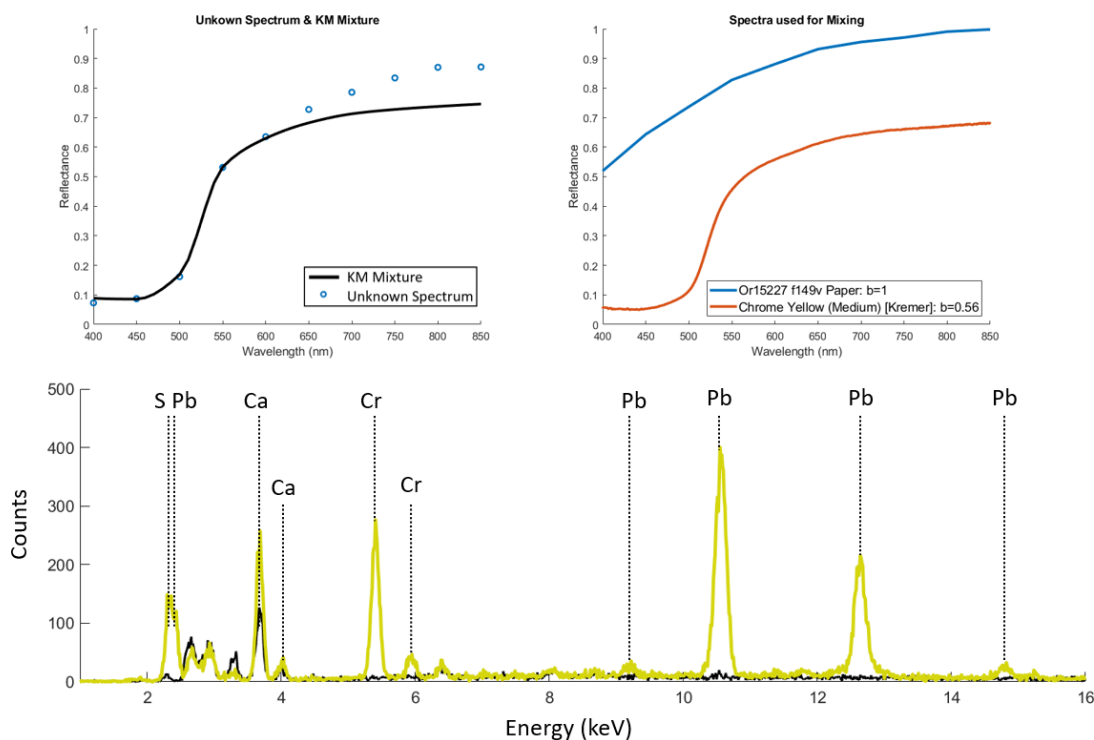 Unkown Spectrum & KM Mixture
1
0.9
0.8
0.7
0.6
0.5
0.4
0.3
0.2
0.1
0
Reflectance
KM Mixture
Unknown Spectrum
400 450 500 550 600 650 700 750 800 850
Wavelength (nm)
Spectra used for Mixing
1
0.9
0.8
0.7
0.6
0.5
0.4
0.3
0.2
0.1
0
Reflectance
Or15227 f149v Paper: b=1
Chrome Yellow (Medium) [Kremer]: b=0.56
400 450 500 550 600 650 700 750 800 850
Wavelength (nm)
500
400
300
200
100
0
Counts
S Pb Ca Cr Pb Pb Pb Pb
Ca Cr
2 4 6 8 10 12 14 16
Energy (keV)